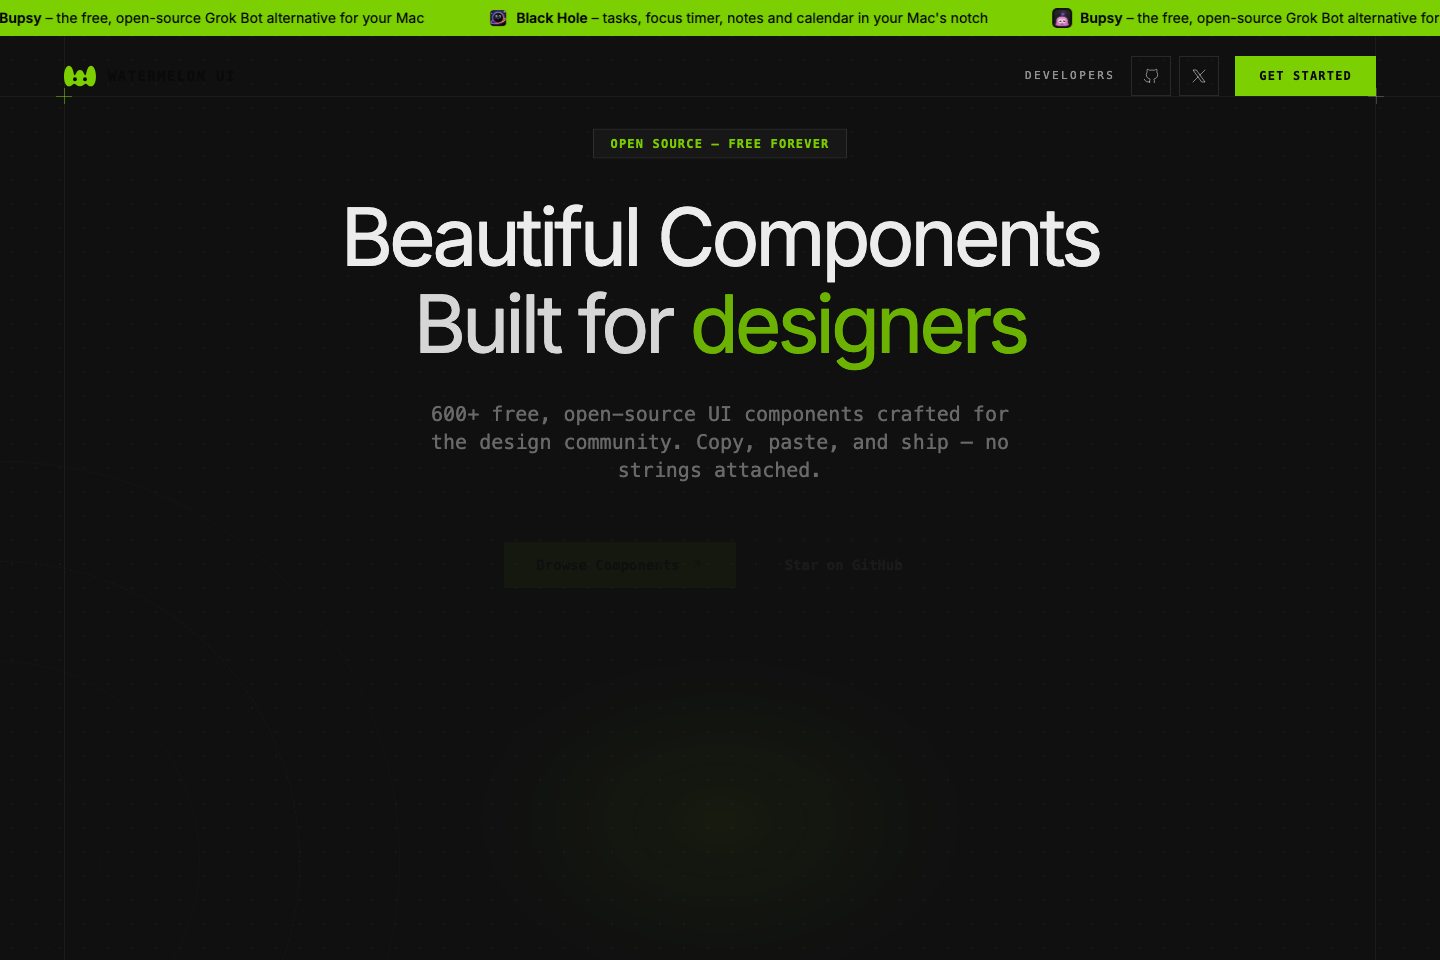 Bupsy – the free, open-source Grok Bot alternative for your Mac
Black Hole – tasks, focus timer, notes and calendar in your Mac's notch
Bupsy – the free, open-source Grok Bot alternative for
WATERMELON UI
DEVELOPERS
GET STARTED
OPEN SOURCE — FREE FOREVER
Beautiful Components
Built for designers
600+ free, open-source UI components crafted for
the design community. Copy, paste, and ship — no
strings attached.
Browse Components
Star on GitHub